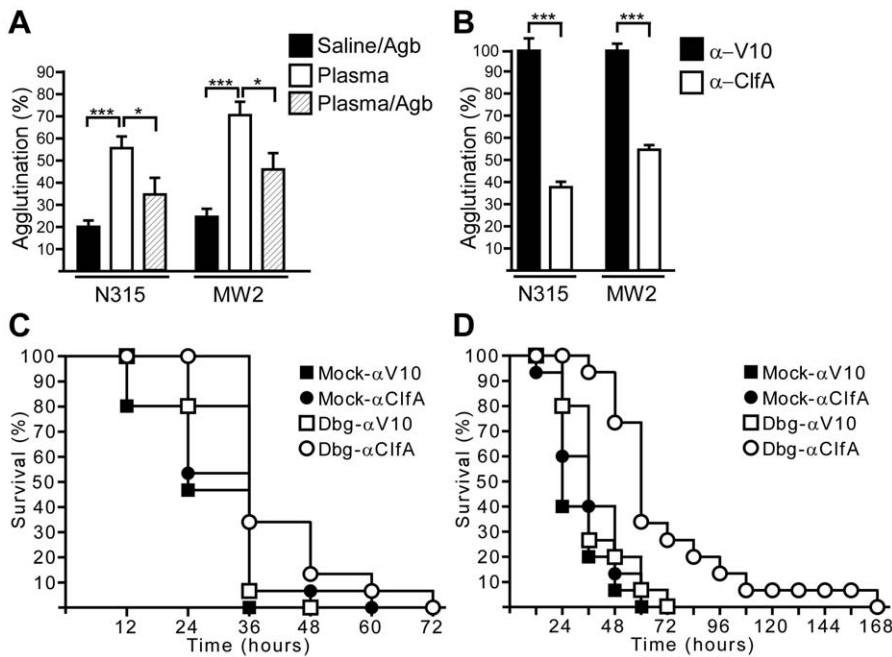 A
Saline/Agb
Plasma
Plasma/Agb
Agglutination (%)
90
80
70
60
50
40
30
20
10
***
*
***
*
N315
MW2
B
α-V10
α-ClfA
Agglutination (%)
100
90
80
70
60
50
40
30
20
10
***
***
N315
MW2
C
Mock-αV10
Mock-αClfA
Dbg-αV10
Dbg-αClfA
Survival (%)
100
90
80
70
60
50
40
30
20
10
12 24 36 48 60 72
Time (hours)
D
Mock-αV10
Mock-αClfA
Dbg-αV10
Dbg-αClfA
Survival (%)
100
90
80
70
60
50
40
30
20
10
24 48 72 96 120 144 168
Time (hours)